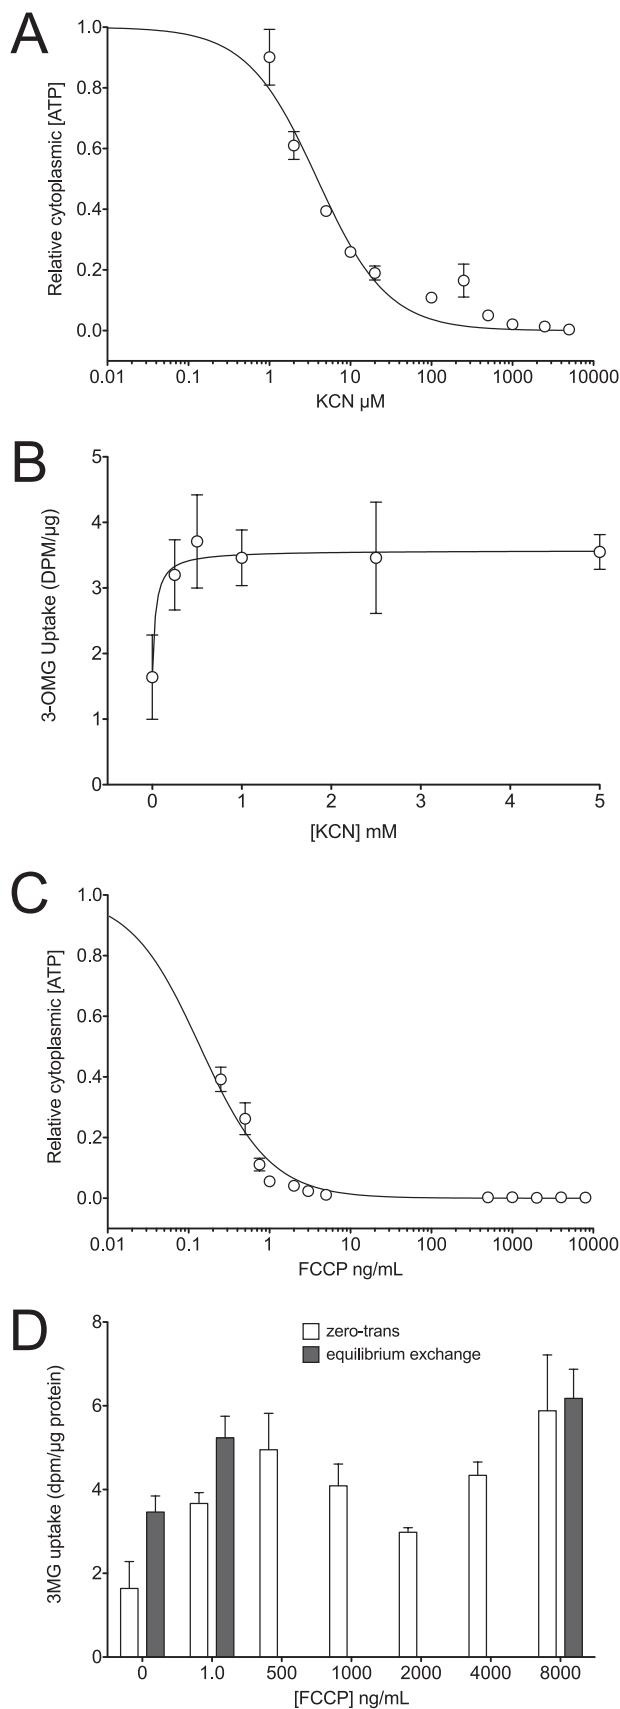 A
Relative cytoplasmic [ATP]
1.0
0.8
0.6
0.4
0.2
0.0
0.01 0.1 1 10 100 1000 10000
KCN µM
B
3-OMG Uptake (DPM/µg)
5
4
3
2
1
0
0 1 2 3 4 5
[KCN] mM
C
Relative cytoplasmic [ATP]
1.0
0.8
0.6
0.4
0.2
0.0
0.01 0.1 1 10 100 1000 10000
FCCP ng/mL
D
3MG uptake (dpm/µg protein)
8
6
4
2
0
zero-trans
equilibrium exchange
0 1.0 500 1000 2000 4000 8000
[FCCP] ng/mL